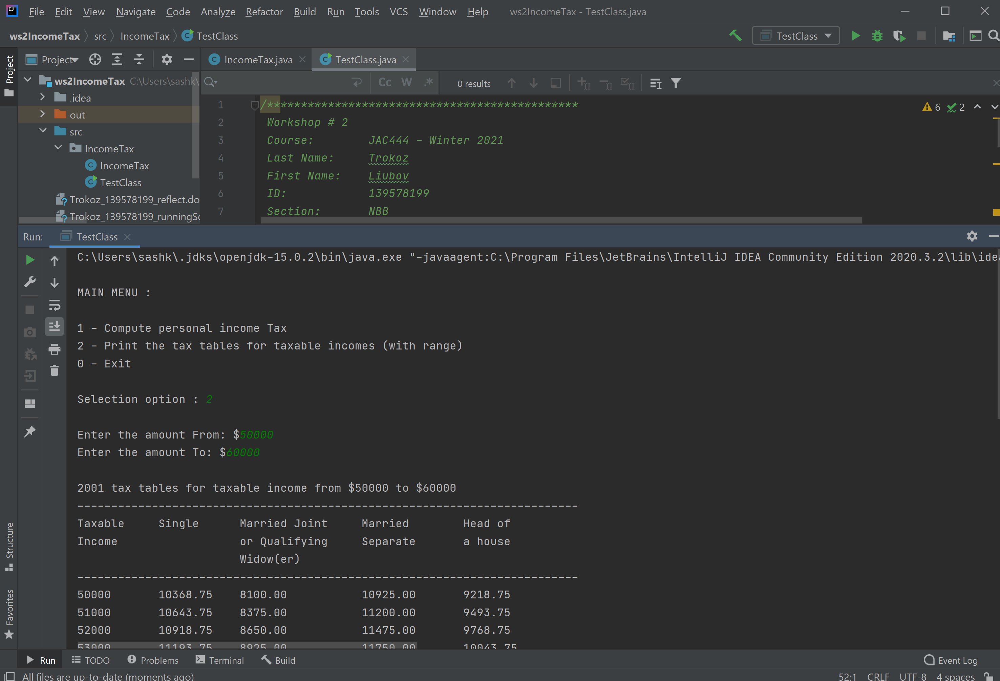 File Edit View Navigate Code Analyze Refactor Build Run Tools VCS Window Help ws2IncomeTax - TestClass.java
ws2IncomeTax src IncomeTax TestClass TestClass
Project Project IncomeTax.java TestClass.java
ws2IncomeTax C:\Users\sashk\ Cc W .* 0 results
.idea
out
src
IncomeTax
IncomeTax
TestClass
Trokoz_139578199_reflect.do
Trokoz_139578199_runningSc
1 /**********************************************
6 2
2 Workshop # 2
3 Course: JAC444 - Winter 2021
4 Last Name: Trokoz
5 First Name: Liubov
6 ID: 139578199
7 Section: NBB
Run: TestClass
C:\Users\sashk\.jdks\openjdk-15.0.2\bin\java.exe "-javaagent:C:\Program Files\JetBrains\IntelliJ IDEA Community Edition 2020.3.2\lib\idea
MAIN MENU :
1 - Compute personal income Tax
2 - Print the tax tables for taxable incomes (with range)
0 - Exit
Selection option : 2
Enter the amount From: $50000
Enter the amount To: $60000
2001 tax tables for taxable income from $50000 to $60000
--------------------------------------------------------------------------
Taxable Single Married Joint Married Head of
Income or Qualifying Separate a house
Widow(er)
--------------------------------------------------------------------------
50000 10368.75 8100.00 10925.00 9218.75
51000 10643.75 8375.00 11200.00 9493.75
52000 10918.75 8650.00 11475.00 9768.75
53000 11193.75 8925.00 11750.00 10043.75
Structure
Favorites
Run TODO Problems Terminal Build Event Log
All files are up-to-date (moments ago) 52:1 CRLF UTF-8 4 spaces